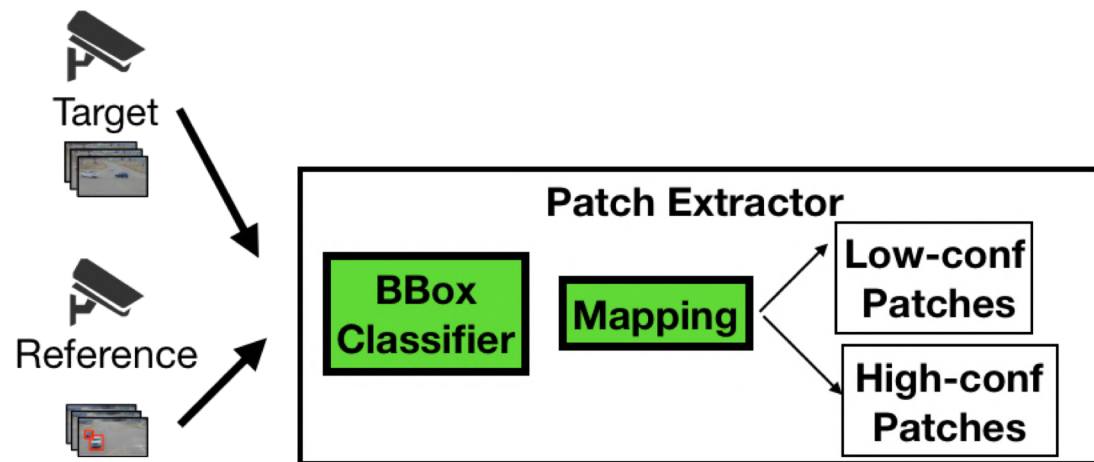 Target
Reference
Patch Extractor
BBox
Classifier
Mapping
Low-conf
Patches
High-conf
Patches